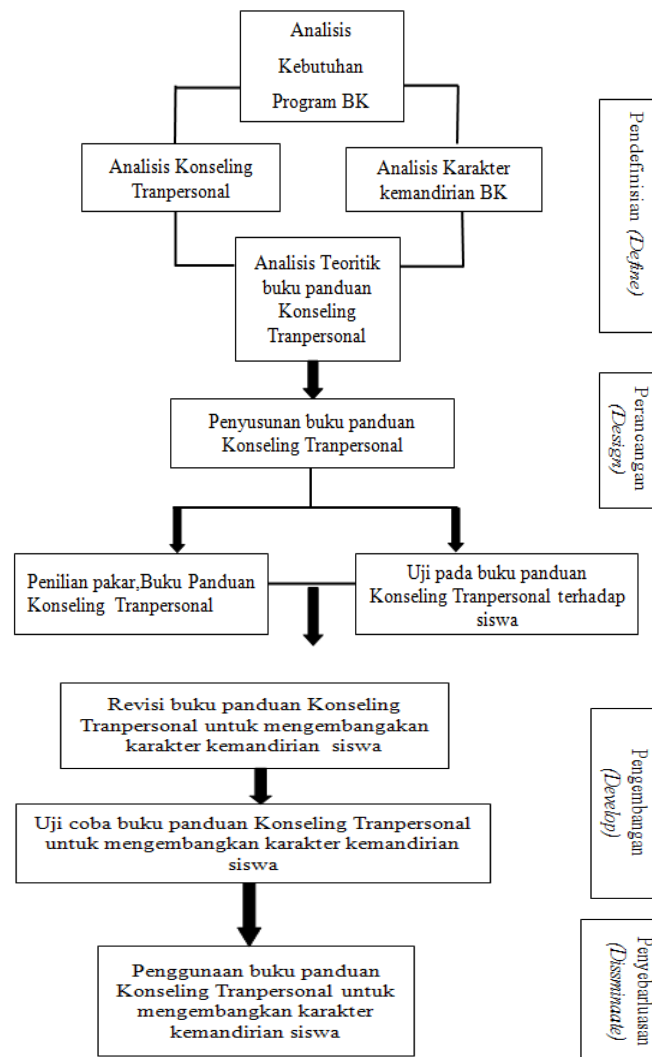 Analisis
Kebutuhan
Program BK
Analisis Konseling
Tranpersonal
Analisis Karakter
kemandirian BK
Analisis Teoritik
buku panduan
Konseling
Tranpersonal
Pendefinisian (Define)
Penyusunan buku panduan
Konseling Tranpersonal
Perancangan
(Design)
Penilian pakar,Buku Panduan
Konseling Tranpersonal
Uji pada buku panduan
Konseling Tranpersonal terhadap
siswa
Revisi buku panduan Konseling
Tranpersonal untuk mengembagakan
karakter kemandirian siswa
Uji coba buku panduan Konseling Tranpersonal
untuk mengembangkan karakter kemandirian
siswa
Pengembangan
(Develop)
Penggunaan buku panduan
Konseling Tranpersonal untuk
mengembangkan karakter
kemandirian siswa
Penyebarluasan
(Dissminaate)